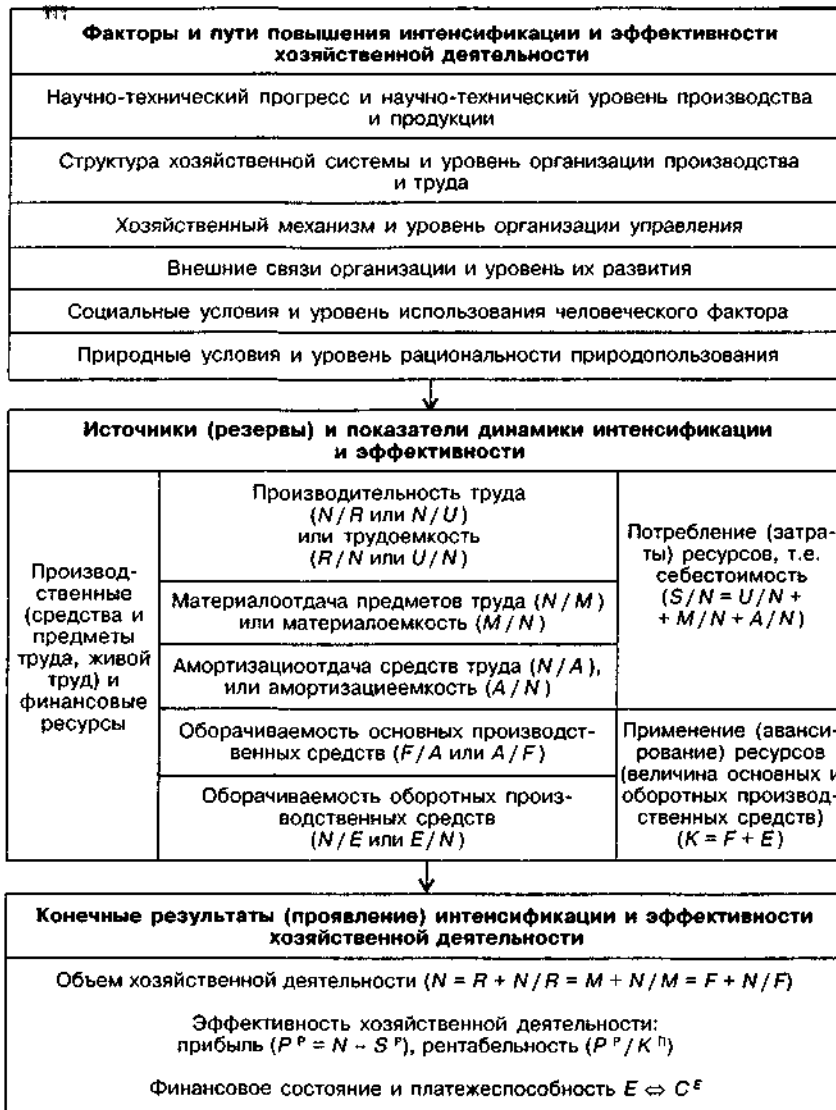 Факторы и пути повышения интенсификации и эффективности
хозяйственной деятельности
Научно-технический прогресс и научно-технический уровень производства
и продукции
Структура хозяйственной системы и уровень организации производства
и труда
Хозяйственный механизм и уровень организации управления
Внешние связи организации и уровень их развития
Социальные условия и уровень использования человеческого фактора
Природные условия и уровень рациональности природопользования
Источники (резервы) и показатели динамики интенсификации
и эффективности
Производ-
ственные
(средства и
предметы
труда, живой
труд) и
финансовые
ресурсы
Производительность труда
(N/R или N/U)
или трудоемкость
(R/N или U/N)
Материалоотдача предметов труда (N/M)
или материалоемкость (M/N)
Амортизациоотдача средств труда (N/A),
или амортизациеемкость (A/N)
Оборачиваемость основных производст-
венных средств (F/A или A/F)
Оборачиваемость оборотных произ-
водственных средств
(N/E или E/N)
Потребление (затра-
ты) ресурсов, т.е.
себестоимость
(S/N = U/N +
+ M/N + A/N)
Применение (аванси-
рование) ресурсов
(величина основных и
оборотных производ-
ственных средств)
(K = F + E)
Конечные результаты (проявление) интенсификации и эффективности
хозяйственной деятельности
Объем хозяйственной деятельности (N = R + N/R = M + N/M = F + N/F)
Эффективность хозяйственной деятельности:
прибыль (Pᴾ = N - Sᴾ), рентабельность (Pᴾ/Kᴨ)
Финансовое состояние и платежеспособность E ⇔ Cᴱ